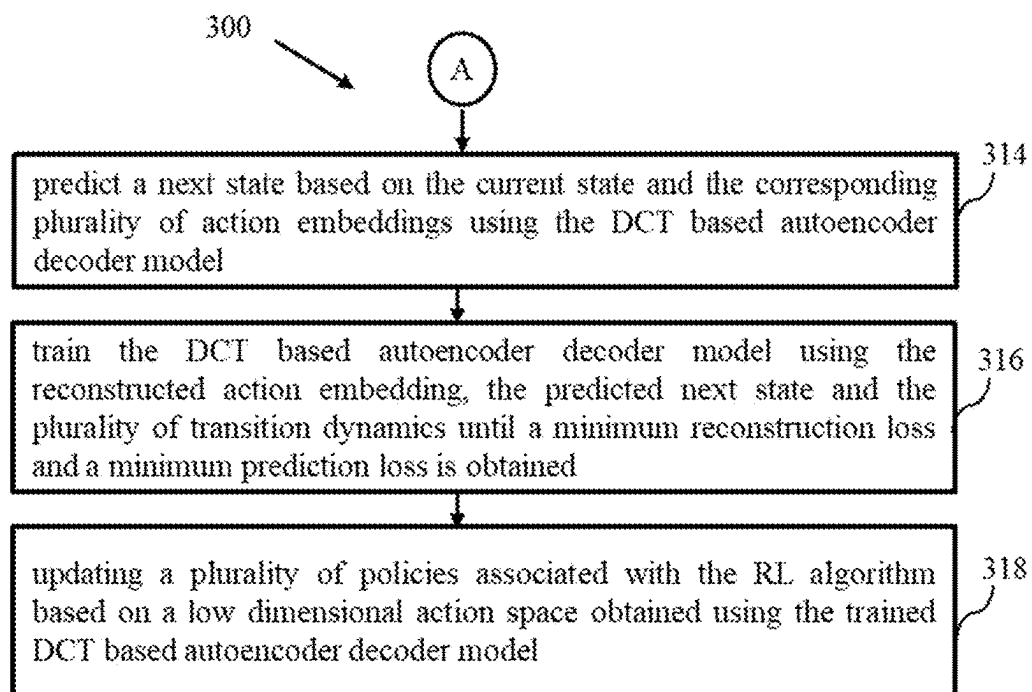 300
A
314
predict a next state based on the current state and the corresponding
plurality of action embeddings using the DCT based autoencoder
decoder model
316
train the DCT based autoencoder decoder model using the
reconstructed action embedding, the predicted next state and the
plurality of transition dynamics until a minimum reconstruction loss
and a minimum prediction loss is obtained
318
updating a plurality of policies associated with the RL algorithm
based on a low dimensional action space obtained using the trained
DCT based autoencoder decoder model